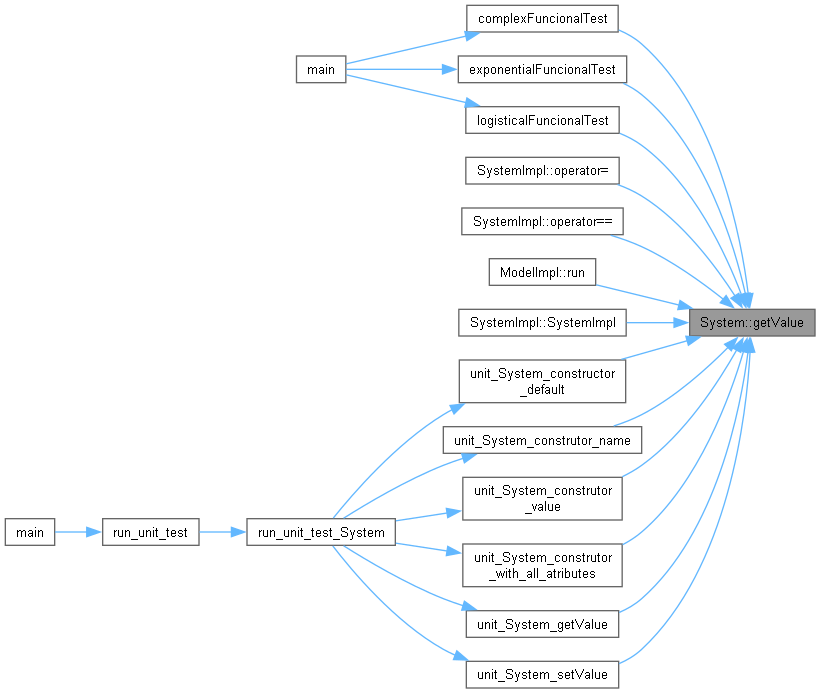 complexFuncionalTest
main
exponentialFuncionalTest
logisticalFuncionalTest
SystemImpl::operator=
SystemImpl::operator==
ModelImpl::run
SystemImpl::SystemImpl
System::getValue
unit_System_constructor
_default
unit_System_construtor_name
unit_System_construtor
_value
main
run_unit_test
run_unit_test_System
unit_System_construtor
_with_all_atributes
unit_System_getValue
unit_System_setValue